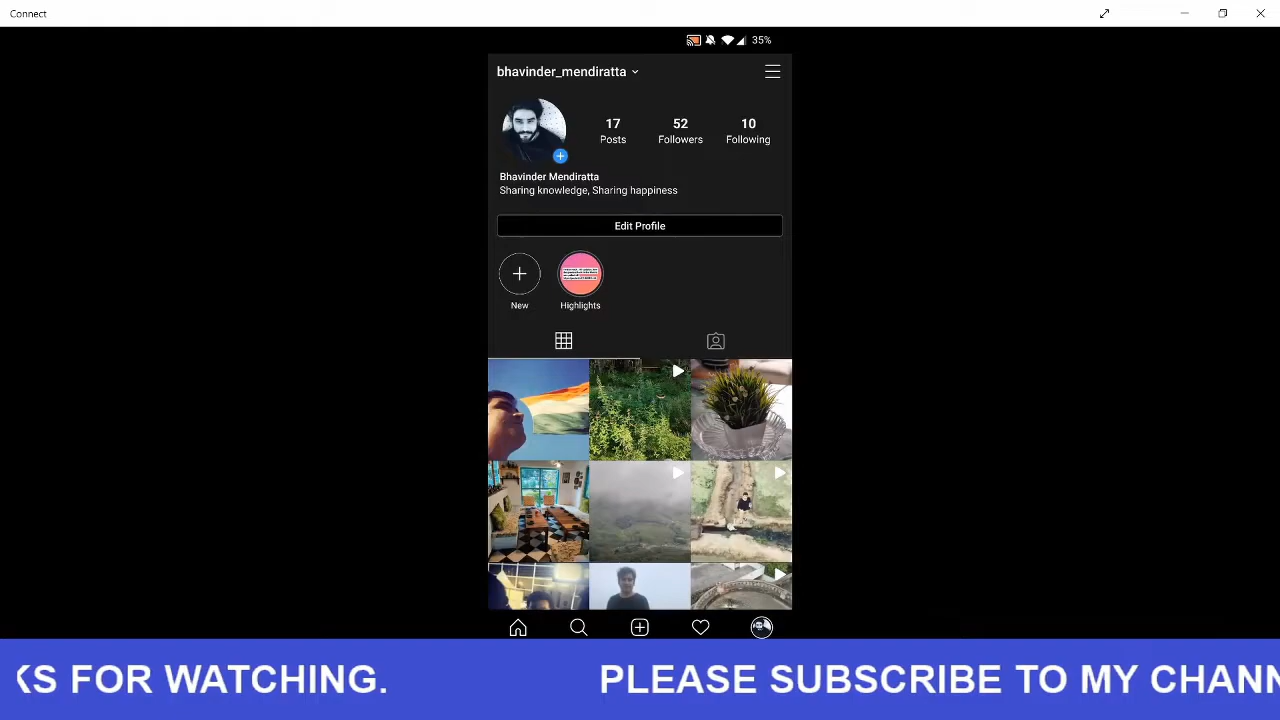 Connect
35%
bhavinder_mendiratta
17
52
10
Posts
Followers
Following
Bhavinder Mendiratta
Sharing knowledge, Sharing happiness
Edit Profile
New
Highlights
KS FOR WATCHING.
PLEASE SUBSCRIBE TO MY CHANN